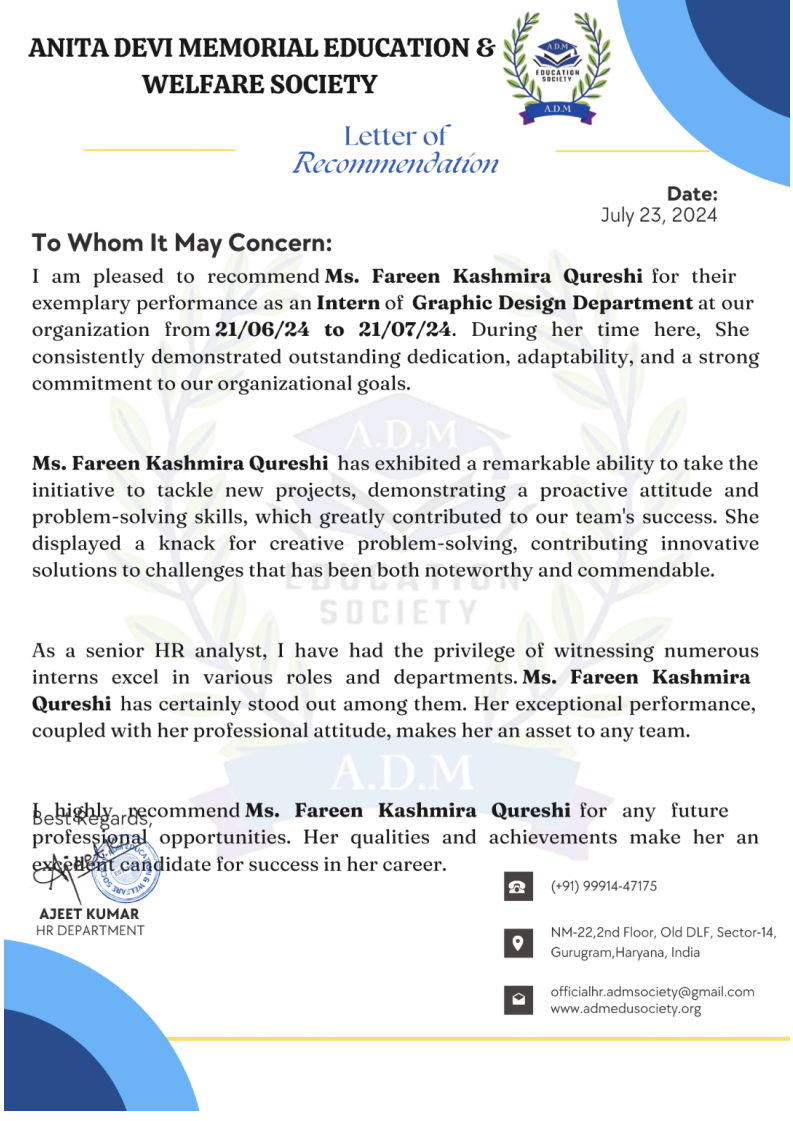 ANITA DEVI MEMORIAL EDUCATION &
WELFARE SOCIETY
A.D.M
EDUCATION
SOCIETY
A.D.M
Letter of
Recommendation
Date:
July 23, 2024
To Whom It May Concern:
I am pleased to recommend Ms. Fareen Kashmira Qureshi for their
exemplary performance as an Intern of Graphic Design Department at our
organization from 21/06/24 to 21/07/24. During her time here, She
consistently demonstrated outstanding dedication, adaptability, and a strong
commitment to our organizational goals.
A.D.M
Ms. Fareen Kashmira Qureshi has exhibited a remarkable ability to take the
initiative to tackle new projects, demonstrating a proactive attitude and
problem-solving skills, which greatly contributed to our team's success. She
displayed a knack for creative problem-solving, contributing innovative
solutions to challenges that has been both noteworthy and commendable.
EDUCATION
SOCIETY
As a senior HR analyst, I have had the privilege of witnessing numerous
interns excel in various roles and departments. Ms. Fareen Kashmira
Qureshi has certainly stood out among them. Her exceptional performance,
coupled with her professional attitude, makes her an asset to any team.
A.D.M
I highly recommend Ms. Fareen Kashmira Qureshi for any future
professional opportunities. Her qualities and achievements make her an
excellent candidate for success in her career.
Best Regards,
AJEET KUMAR
HR DEPARTMENT
(+91) 99914-47175
NM-22,2nd Floor, Old DLF, Sector-14,
Gurugram,Haryana, India
officialhr.admsociety@gmail.com
www.admedusociety.org